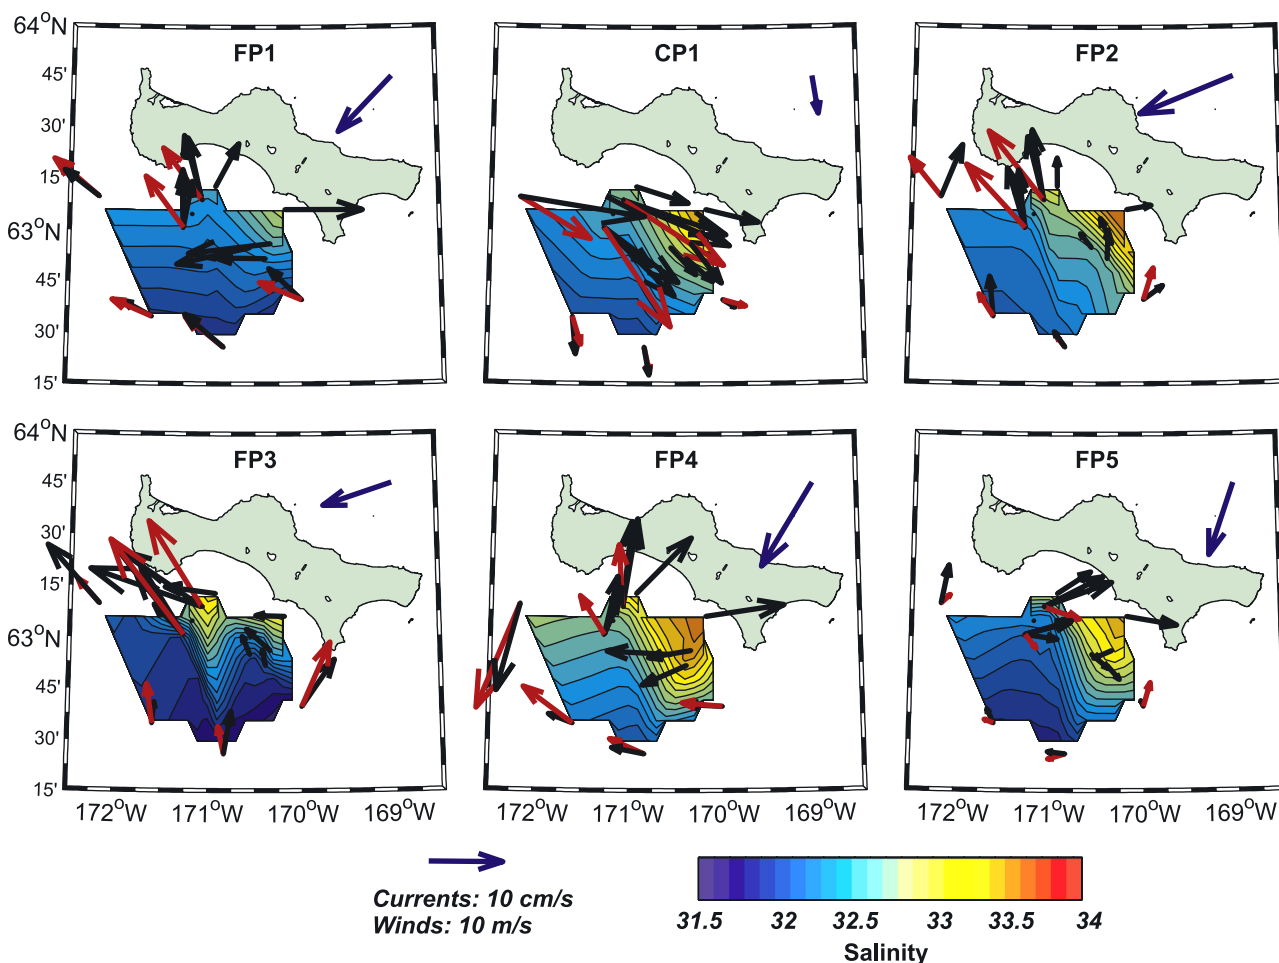 64°N
45'
30'
15'
63°N
45'
30'
15'
FP1
CP1
FP2
64°N
45'
30'
15'
63°N
45'
30'
15'
FP3
FP4
FP5
172°W 171°W 170°W 169°W
172°W 171°W 170°W 169°W
172°W 171°W 170°W 169°W
Currents: 10 cm/s
Winds: 10 m/s
31.5 32 32.5 33 33.5 34
Salinity